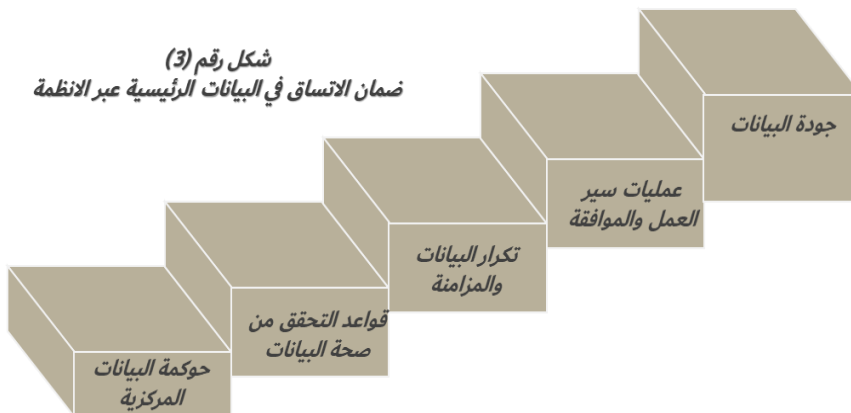 شكل رقم (3)
ضمان الاتساق في البيانات الرئيسية عبر الانظمة
جودة البيانات
عمليات سير
العمل والموافقة
تكرار البيانات
والمزامنة
قواعد التحقق من
صحة البيانات
حوكمة البيانات
المركزية